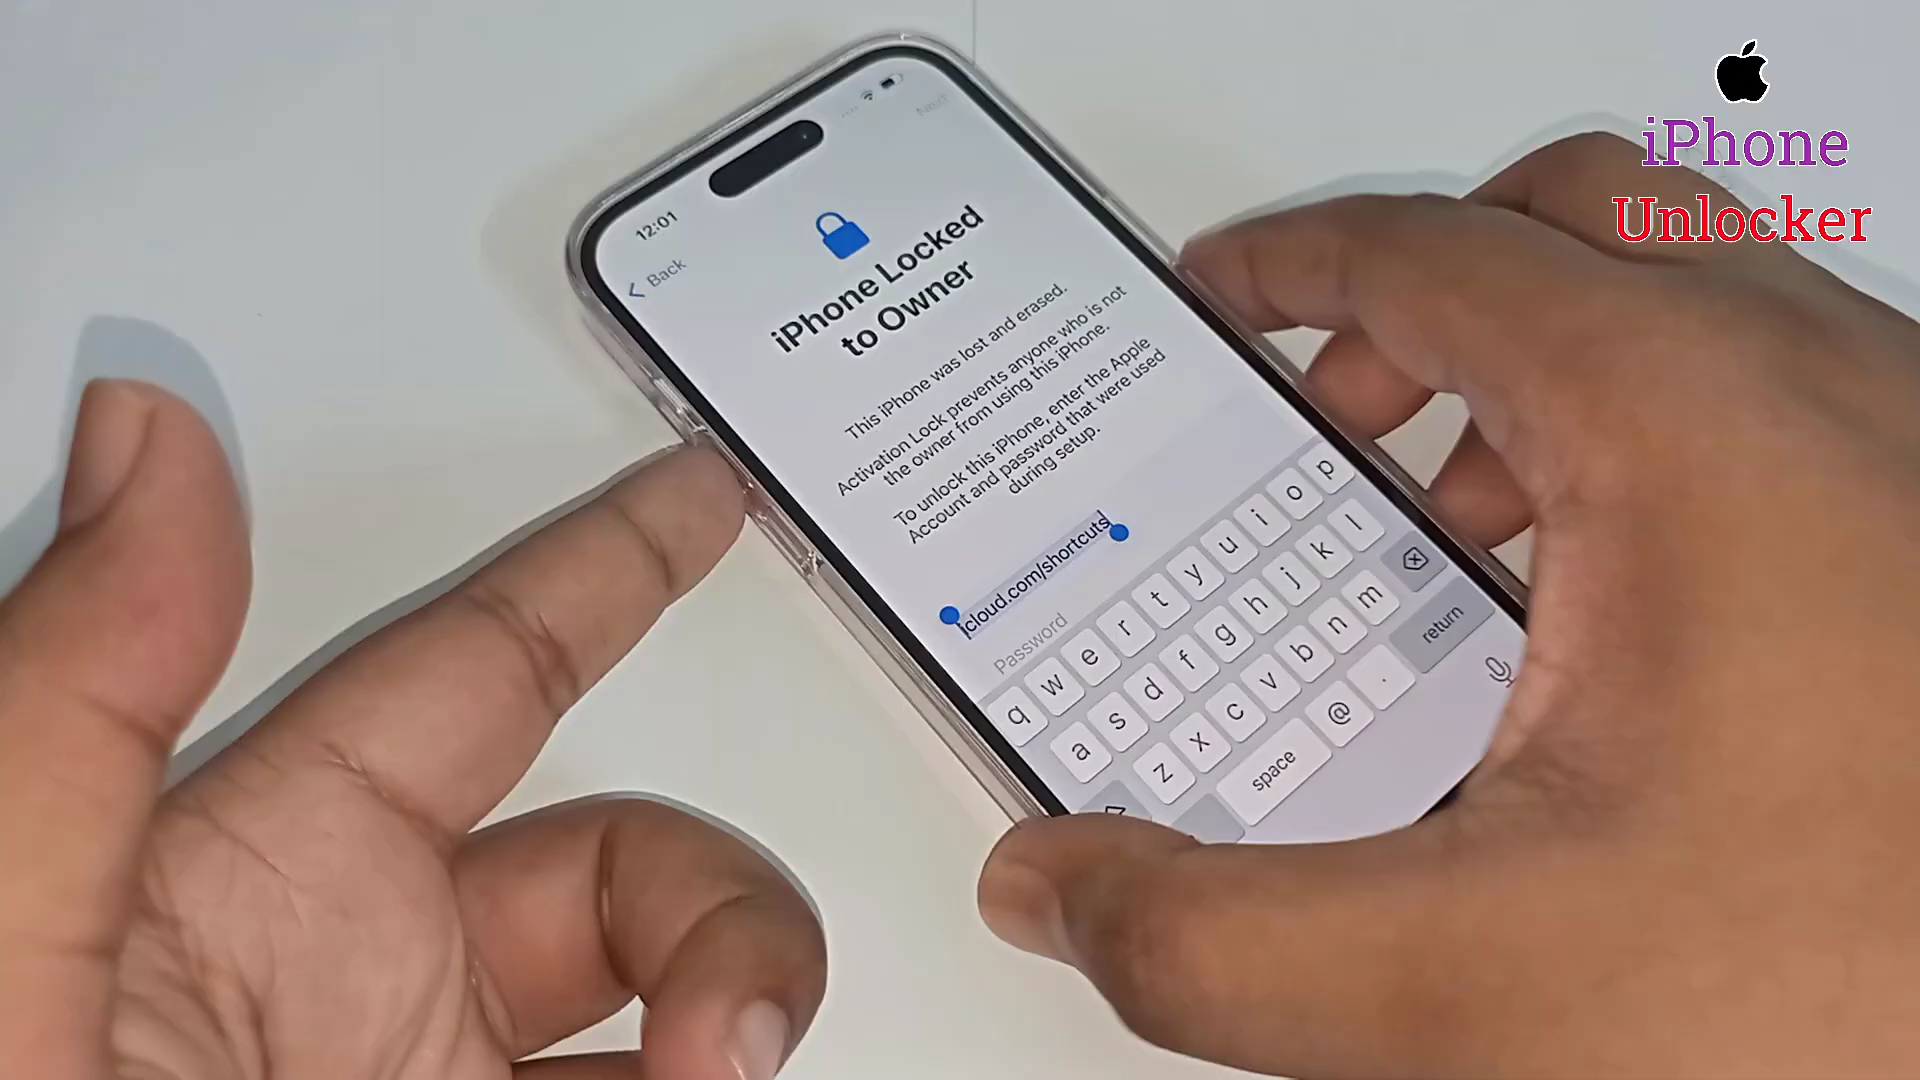 iPhone
Unlocker
12:01
Next
Back
iPhone Locked
to Owner
This iPhone was lost and erased.
Activation Lock prevents anyone who is not
the owner from using this iPhone.
To unlock this iPhone, enter the Apple
Account and password that were used
during setup.
icloud.com/shortcuts
Password
q w e r t y u i o p
a s d f g h j k l
z x c v b n m
space @ . return